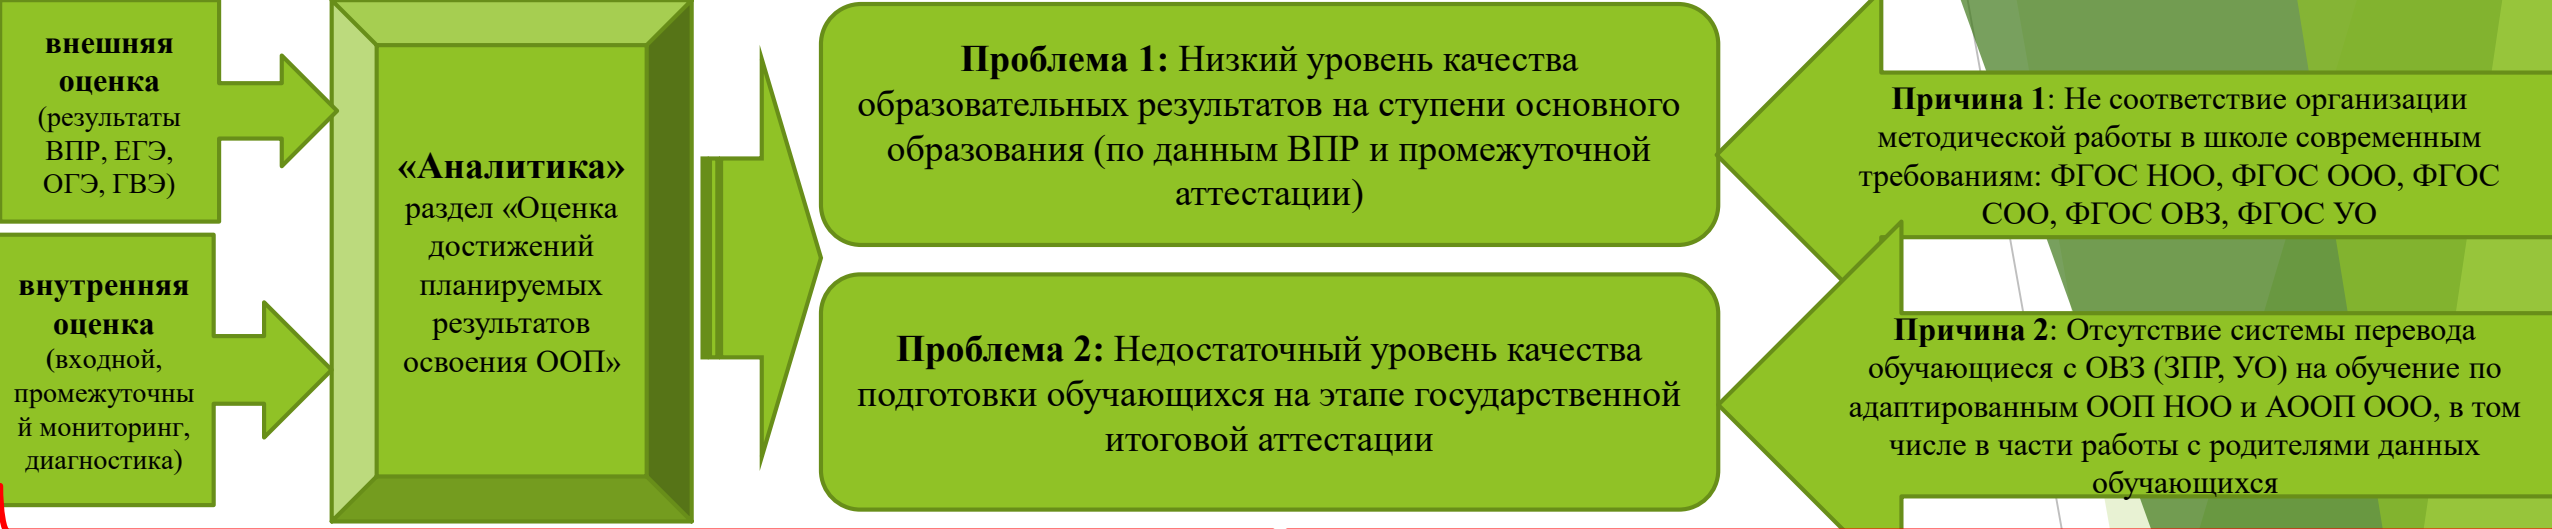 внешняя
оценка
(результаты
ВПР, ЕГЭ,
ОГЭ, ГВЭ)
внутренняя
оценка
(входной,
промежуточны
й мониторинг,
диагностика)
«Аналитика»
раздел «Оценка
достижений
планируемых
результатов
освоения ООП»
Проблема 1: Низкий уровень качества
образовательных результатов на ступени основного
образования (по данным ВПР и промежуточной
аттестации)
Проблема 2: Недостаточный уровень качества
подготовки обучающихся на этапе государственной
итоговой аттестации
Причина 1: Не соответствие организации
методической работы в школе современным
требованиям: ФГОС НОО, ФГОС ООО, ФГОС
СОО, ФГОС ОВЗ, ФГОС УО
Причина 2: Отсутствие системы перевода
обучающиеся с ОВЗ (ЗПР, УО) на обучение по
адаптированным ООП НОО и АООП ООО, в том
числе в части работы с родителями данных
обучающихся